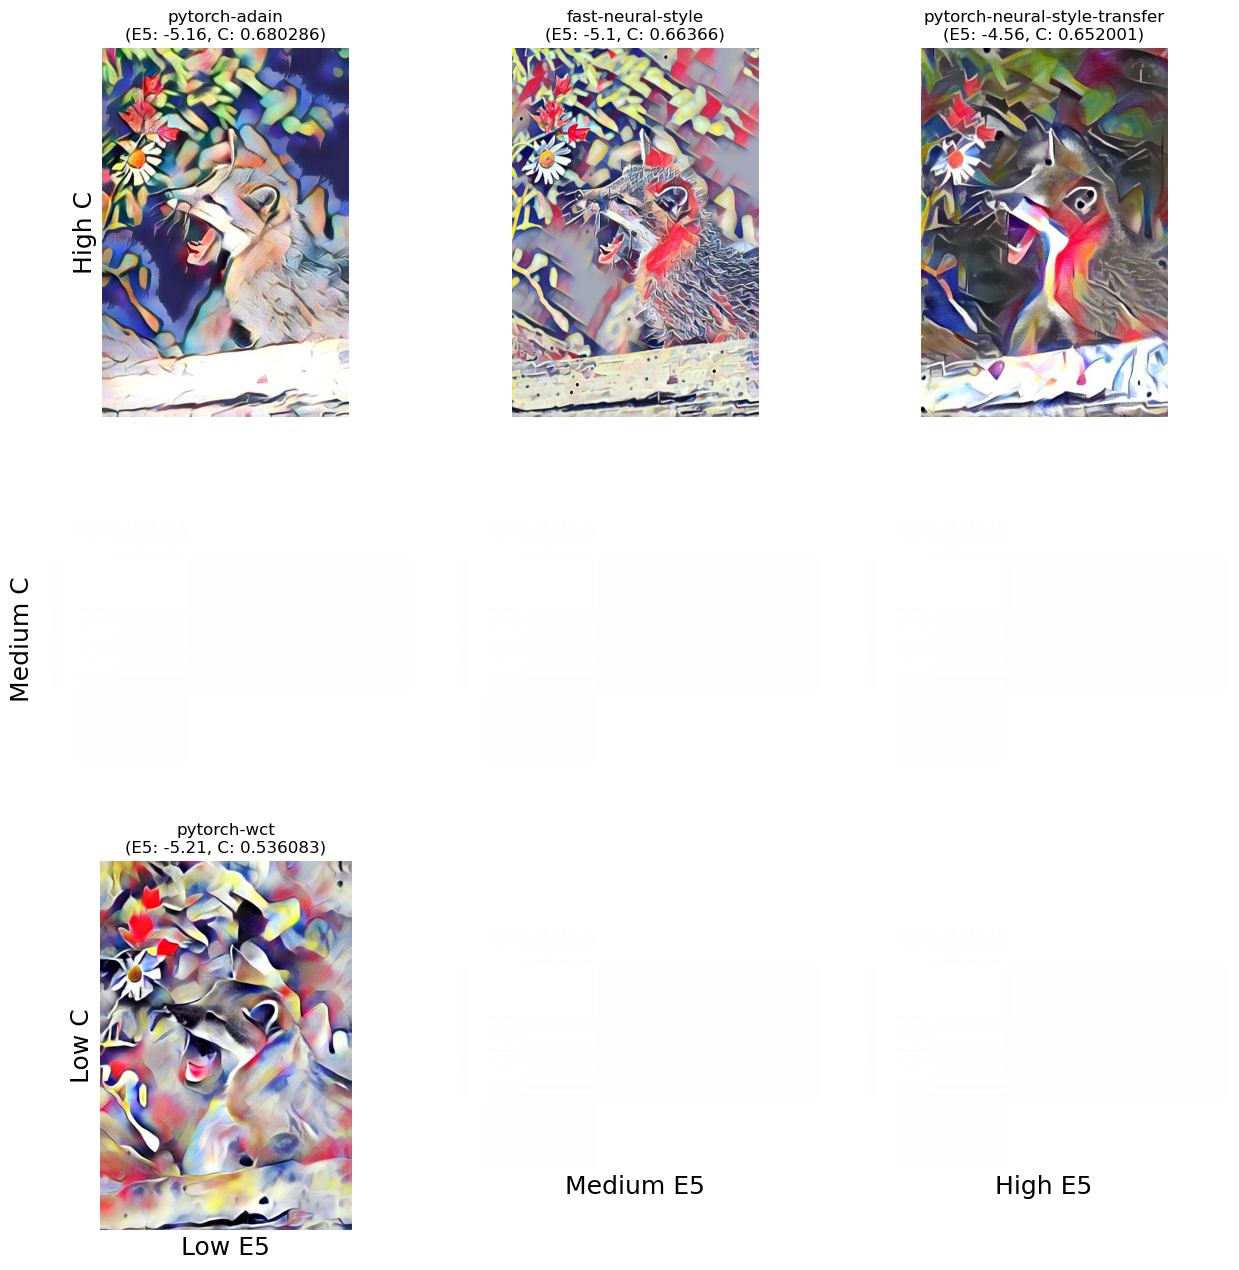 pytorch-adain
(E5: -5.16, C: 0.680286)
fast-neural-style
(E5: -5.1, C: 0.66366)
pytorch-neural-style-transfer
(E5: -4.56, C: 0.652001)
High C
Medium C
pytorch-wct
(E5: -5.21, C: 0.536083)
Low C
Low E5
Medium E5
High E5